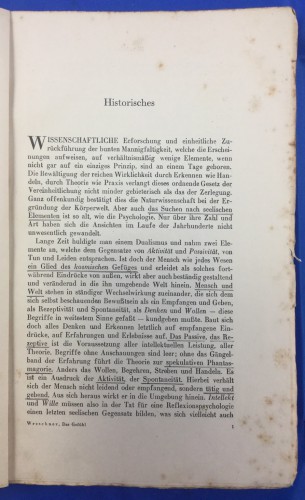 Historisches
WISSENSCHAFTLICHE Erforschung und einheitliche Zu-
rückführung der bunten Mannigfaltigkeit, welche die Erschei-
nungen aufweisen, auf verhältnismäßig wenige Elemente, wenn
nicht gar auf ein einziges Prinzip, sind an einem Tage geboren.
Die Bewältigung der reichen Wirklichkeit durch Erkennen wie Han-
deln, durch Theorie wie Praxis verlangt dieses ordnende Gesetz der
Vereinheitlichung nicht minder gebieterisch als das der Zerlegung.
Ganz offenkundig bestätigt dies die Naturwissenschaft bei der Er-
gründung der Körperwelt. Aber auch das Suchen nach seelischen
Elementen ist so alt, wie die Psychologie. Nur über ihre Zahl und
Art haben sich die Ansichten im Laufe der Jahrhunderte nicht
unwesentlich gewandelt.
Lange Zeit huldigte man einem Dualismus und nahm zwei Ele-
mente an, welche dem Gegensatze von Aktivität und Passivität, von
Tun und Leiden entsprachen. Ist doch der Mensch wie jedes Wesen
ein Glied des kosmischen Gefüges und erleidet als solches fort-
während Eindrücke von außen, wirkt aber auch beständig gestaltend
und verändernd in die ihn umgebende Welt hinein. Mensch und
Welt stehen in ständiger Wechselwirkung zueinander, die sich dem
sich selbst beschauenden Bewußtsein als ein Empfangen und Geben,
als Rezeptivität und Spontaneität, als Denken und Wollen — diese
Begriffe in weitestem Sinne gefaßt — kundgeben mußte. Baut sich
doch alles Denken und Erkennen letztlich auf empfangene Ein-
drücke, auf Erfahrungen und Erlebnisse auf. Das Passive, das Re-
zeptive ist die Voraussetzung aller intellektuellen Leistung, aller
Theorie, Begriffe ohne Anschauungen sind leer; ohne das Gängel-
band der Erfahrung führt die Theorie zur spekulativen Phantas-
magorie. Anders das Wollen, Begehren, Streben und Handeln. Es
ist ein Ausdruck der Aktivität, der Spontaneität. Hierbei verhält
sich der Mensch nicht leidend oder empfangend, sondern tätig und
gebend. Aus sich heraus wirkt er in die Umgebung hinein. Intellekt
und Wille müssen also in der Tat für eine Reflexionspsychologie
einen letzten seelischen Gegensatz bilden, was sich vielfach auch
Wreschner, Das Gefühl 1